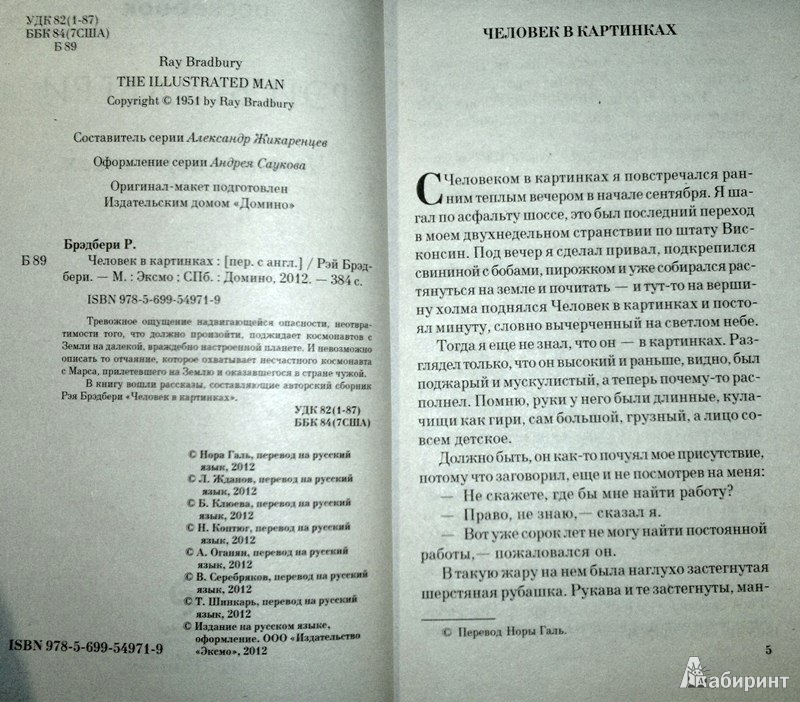 УДК 82(1-87)
ББК 84(7США)
Б 89
Ray Bradbury
THE ILLUSTRATED MAN
Copyright © 1951 by Ray Bradbury
Составитель серии Александр Жикаренцев
Оформление серии Андрея Саукова
Оригинал-макет подготовлен
Издательским домом «Домино»
Брэдбери Р.
Б 89 Человек в картинках : [пер. с англ.] / Рэй Брэд-
бери. — М. : Эксмо ; СПб. : Домино, 2012. — 384 с.
ISBN 978-5-699-54971-9
Тревожное ощущение надвигающейся опасности, неотвра-
тимости того, что должно произойти, поджидает космонавтов с
Земли на далекой, враждебно настроенной планете. И невозможно
описать то отчаяние, которое охватывает несчастного космонавта
с Марса, прилетевшего на Землю и оказавшегося в стране чужой.
В книгу вошли рассказы, составляющие авторский сборник
Рэя Брэдбери «Человек в картинках».
УДК 82(1-87)
ББК 84(7США)
© Нора Галь, перевод на русский
язык, 2012
© Л. Жданов, перевод на русский
язык, 2012
© Б. Клюева, перевод на русский
язык, 2012
© Н. Коптюг, перевод на русский
язык, 2012
© А. Оганян, перевод на русский
язык, 2012
© В. Серебряков, перевод на русский
язык, 2012
© Т. Шинкарь, перевод на русский
язык, 2012
© Издание на русском языке,
оформление. ООО «Издательство
«Эксмо», 2012
ISBN 978-5-699-54971-9
ЧЕЛОВЕК В КАРТИНКАХ
С Человеком в картинках я повстречался ран-
ним теплым вечером в начале сентября. Я ша-
гал по асфальту шоссе, это был последний переход
в моем двухнедельном странствии по штату Вис-
консин. Под вечер я сделал привал, подкрепился
свининой с бобами, пирожком и уже собирался рас-
тянуться на земле и почитать — и тут-то на верши-
ну холма поднялся Человек в картинках и посто-
ял минуту, словно вычерченный на светлом небе.
Тогда я еще не знал, что он — в картинках. Раз-
глядел только, что он высокий и раньше, видно, был
поджарый и мускулистый, а теперь почему-то рас-
полнел. Помню, руки у него были длинные, кула-
чищи как гири, сам большой, грузный, а лицо со-
всем детское.
Должно быть, он как-то почуял мое присутствие,
потому что заговорил, еще и не посмотрев на меня:
— Не скажете, где бы мне найти работу?
— Право, не знаю, — сказал я.
— Вот уже сорок лет не могу найти постоянной
работы, — пожаловался он.
В такую жару на нем была наглухо застегнутая
шерстяная рубашка. Рукава и те застегнуты, ман-
© Перевод Норы Галь.
5
Лабиринт